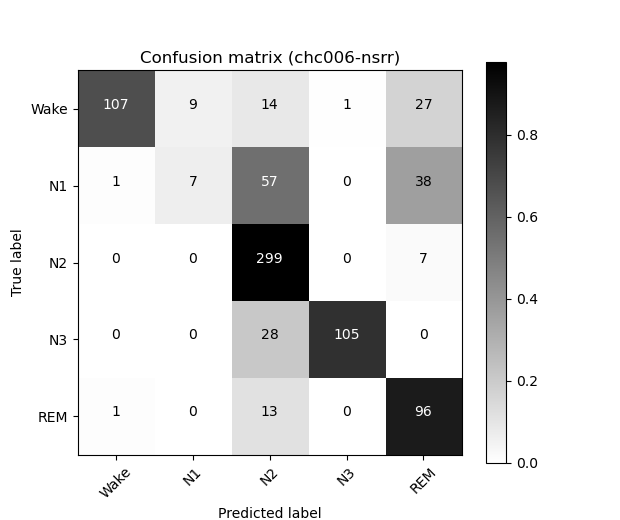 Confusion matrix (chc006-nsrr)
Wake 107 9 14 1 27
N1 1 7 57 0 38
N2 0 0 299 0 7
N3 0 0 28 105 0
REM 1 0 13 0 96
Wake N1 N2 N3 REM
Predicted label
True label
0.8
0.6
0.4
0.2
0.0